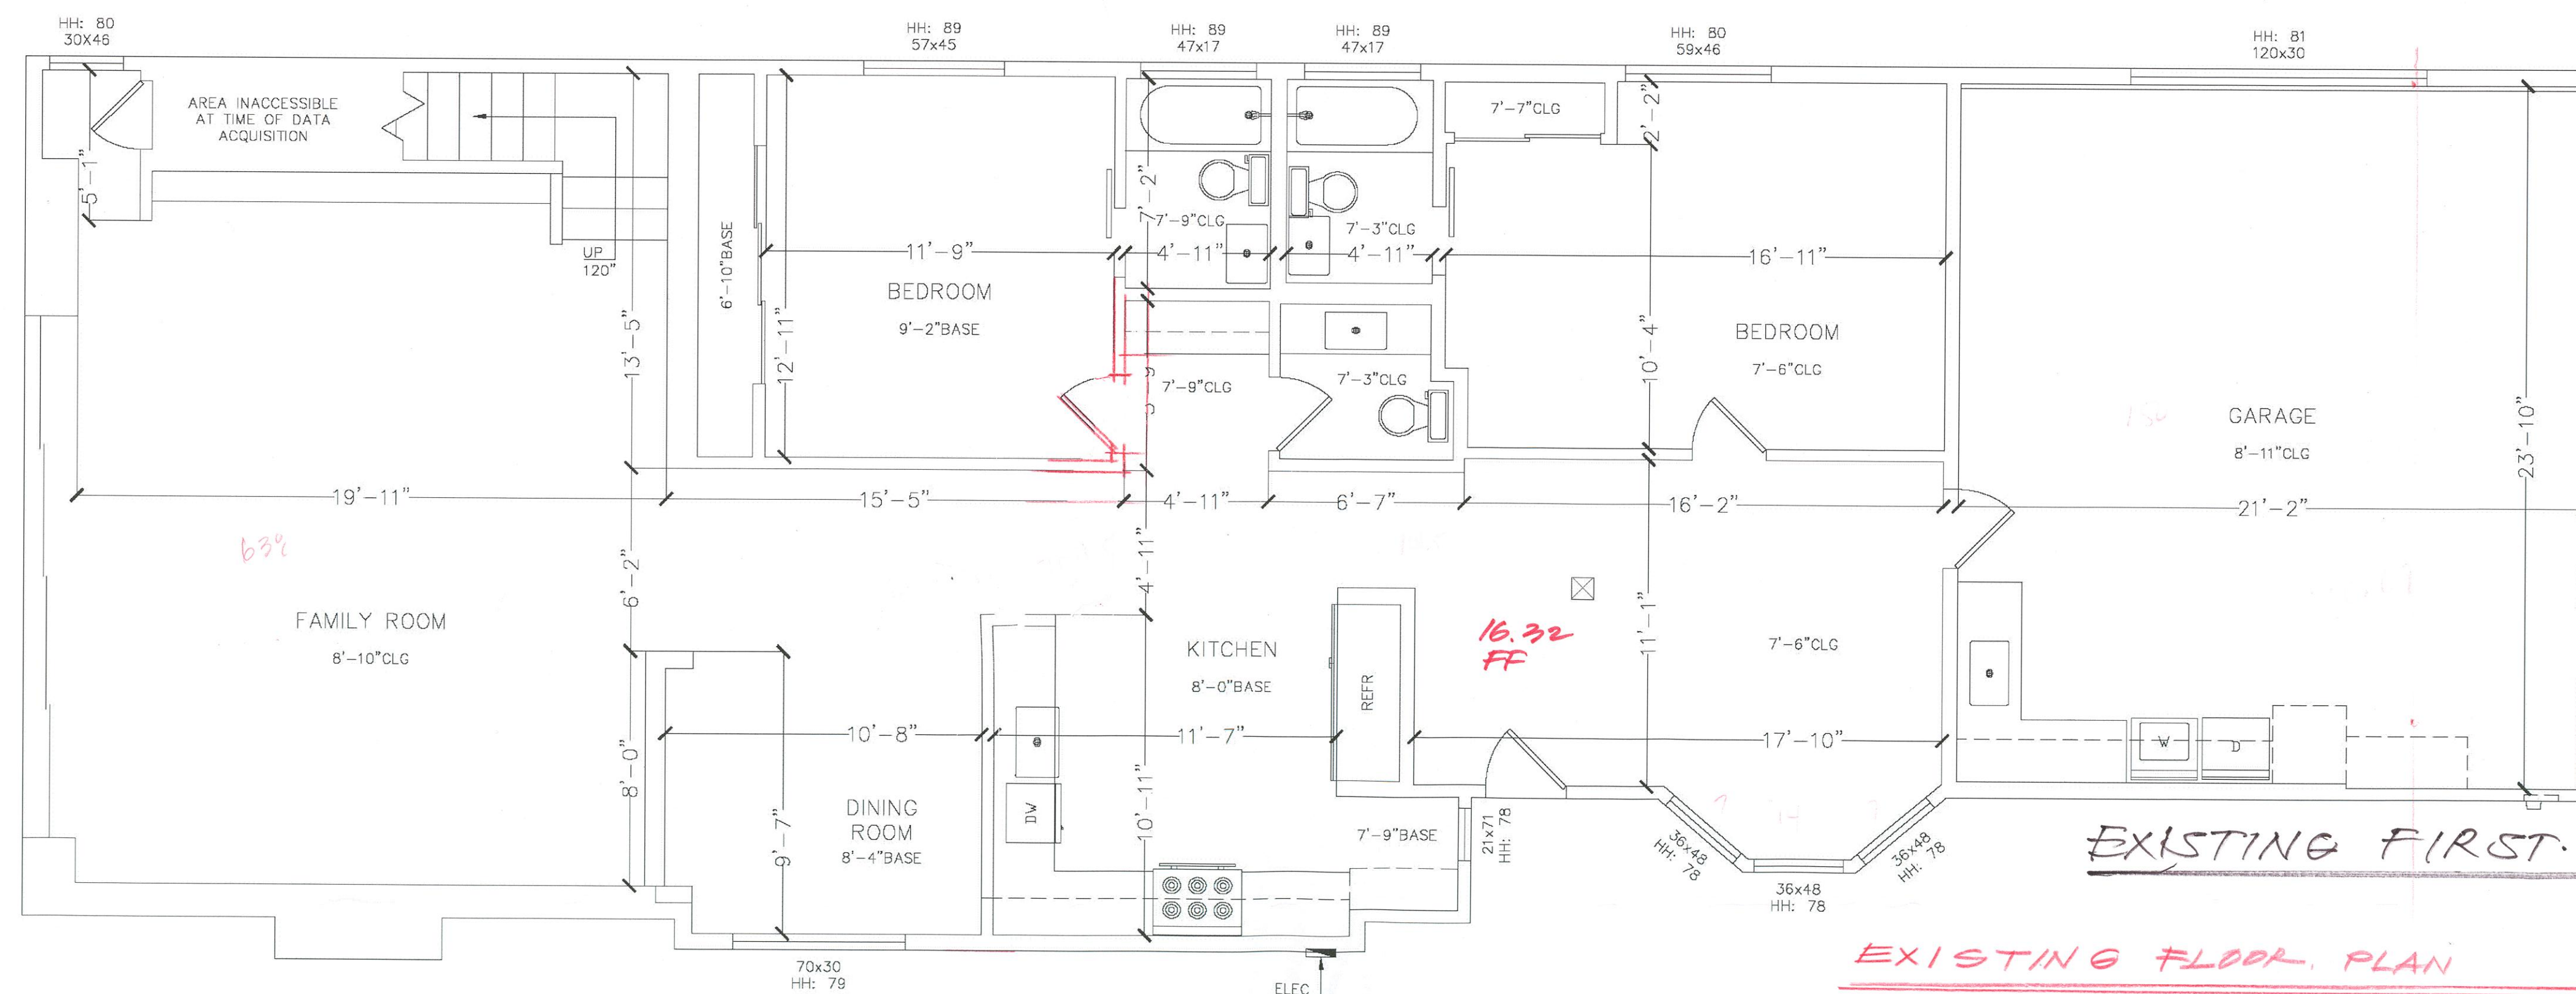 HH: 80
30X46
HH: 89
57x45
HH: 89
47x17
HH: 89
47x17
HH: 80
59x46
HH: 81
120x30
AREA INACCESSIBLE
AT TIME OF DATA
ACQUISITION
5'-1"
UP
120"
13'-5"
6'-10"BASE
12'-11"
11'-9"
BEDROOM
9'-2"BASE
7'-2"
7'-9"CLG
4'-11"
7'-3"CLG
4'-11"
7'-7"CLG
2'-2"
16'-11"
10'-4"
BEDROOM
7'-6"CLG
7'-9"CLG
7'-3"CLG
GARAGE
8'-11"CLG
23'-10"
19'-11"
15'-5"
4'-11"
6'-7"
16'-2"
21'-2"
6'-2"
4'-11"
11'-1"
FAMILY ROOM
8'-10"CLG
KITCHEN
8'-0"BASE
REFR
16.32
FF
7'-6"CLG
8'-0"
10'-8"
11'-7"
17'-10"
W
D
DINING
ROOM
8'-4"BASE
9'-7"
DW
10'-11"
7'-9"BASE
21x71
HH: 78
36x48
HH: 78
36x48
HH: 78
36x48
HH: 78
EXISTING FIRST.
70x30
HH: 79
ELEC
EXISTING FLOOR. PLAN